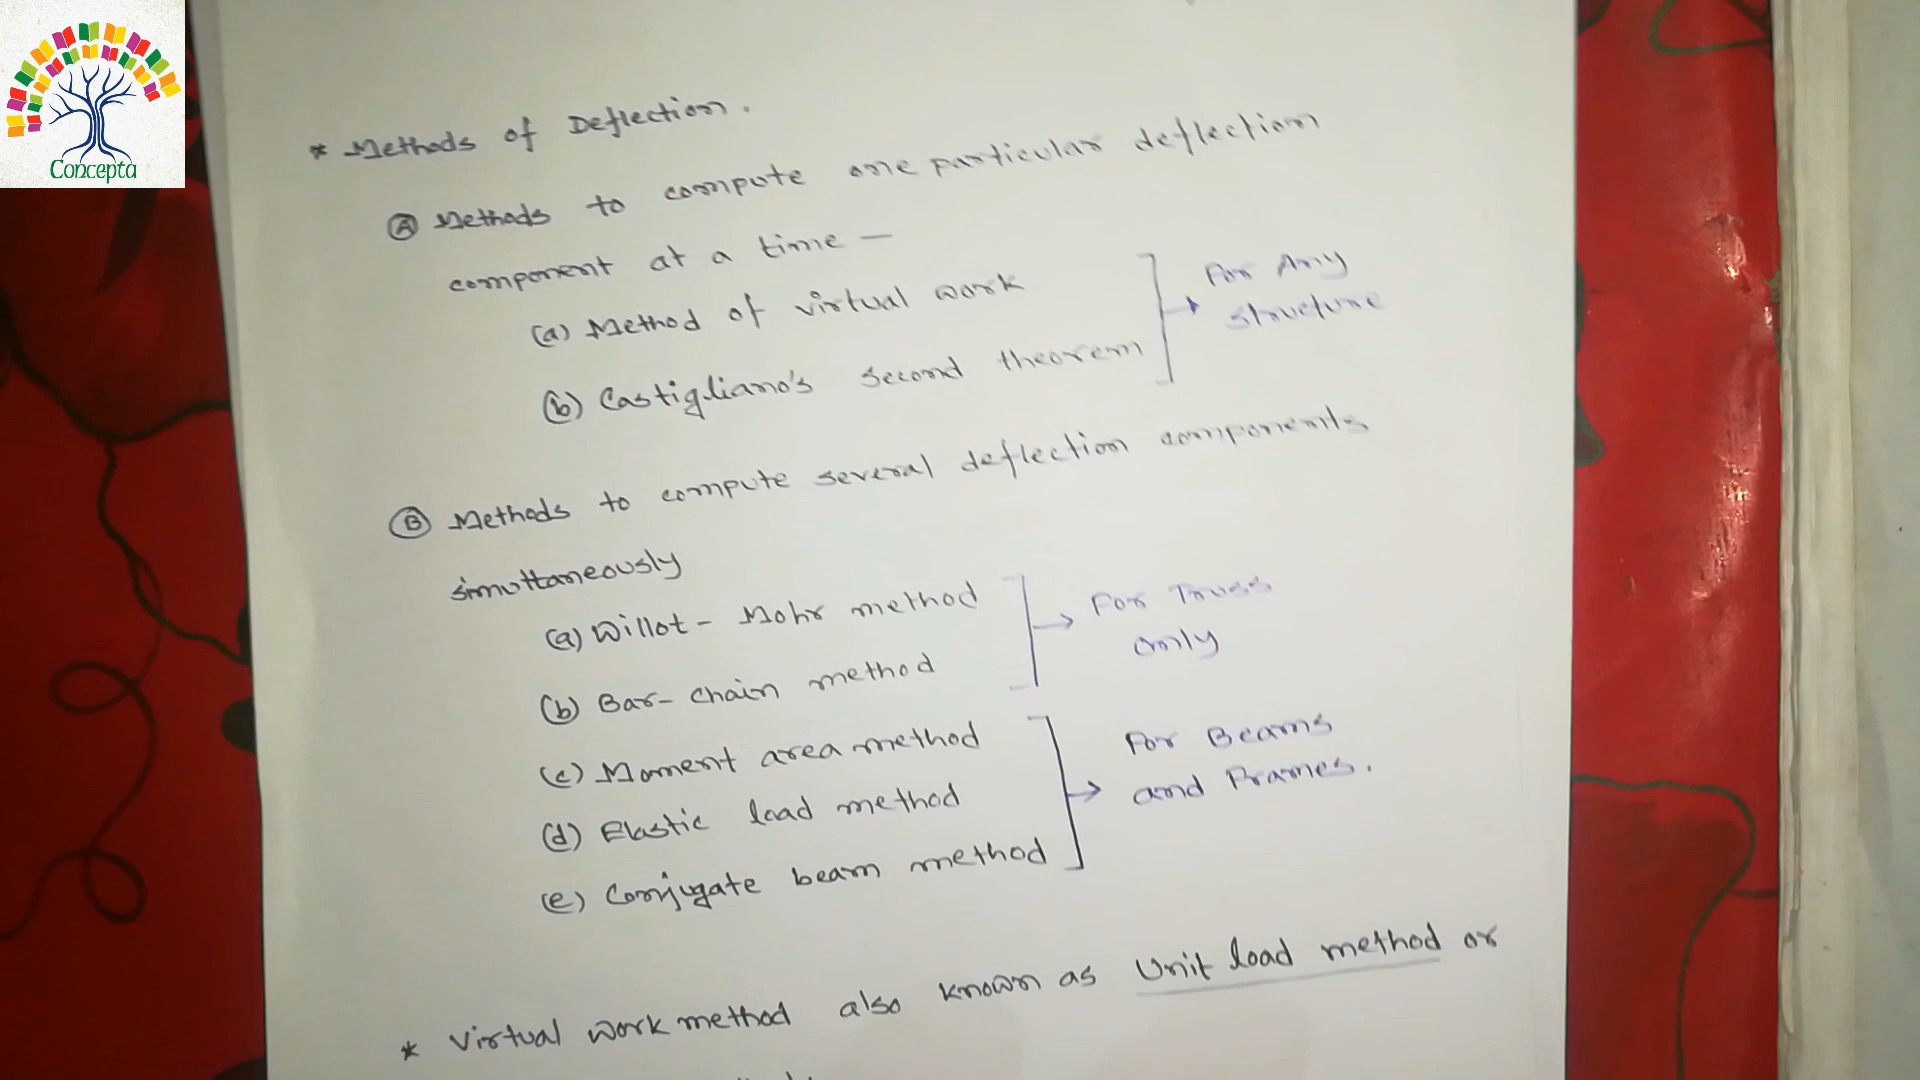 Concepta
* Methods of Deflection.
Ⓐ Methods to compute one particular deflection
component at a time —
(a) Method of virtual work
(b) Castigliano's second theorem
→ For Any
structure
Ⓑ Methods to compute several deflection components
simultaneously
(a) Willot - Mohr method
(b) Bar-chain method
→ For Truss
only
(c) Moment area method
(d) Elastic load method
(e) Conjugate beam method
→ For Beams
and Frames.
* Virtual work method also known as Unit load method or